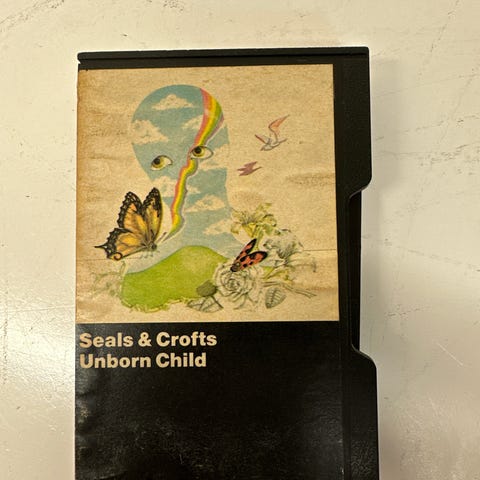 Seals & Crofts
Unborn Child